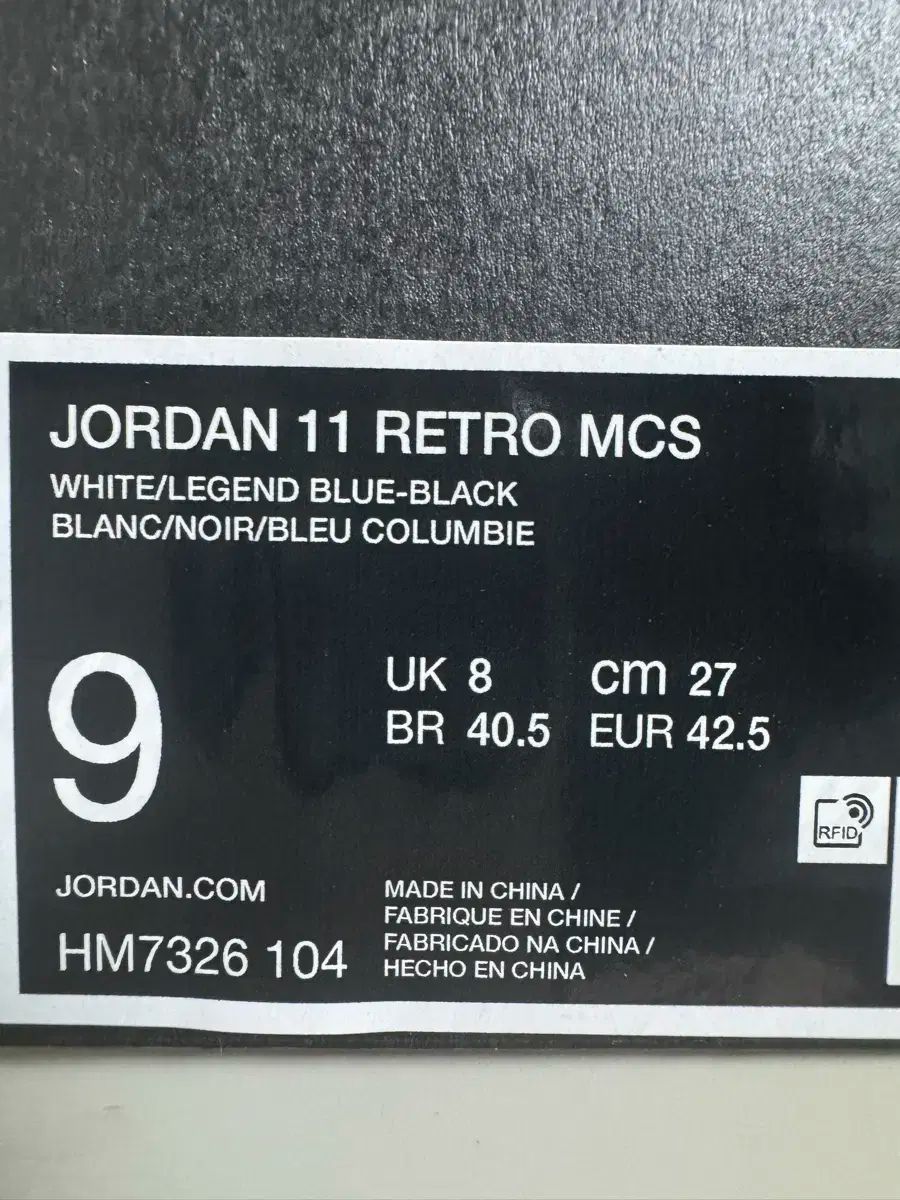 JORDAN 11 RETRO MCS
WHITE/LEGEND BLUE-BLACK
BLANC/NOIR/BLEU COLUMBIE
9
UK 8 cm 27
BR 40.5 EUR 42.5
RFID
JORDAN.COM
HM7326 104
MADE IN CHINA /
FABRIQUE EN CHINE /
FABRICADO NA CHINA /
HECHO EN CHINA